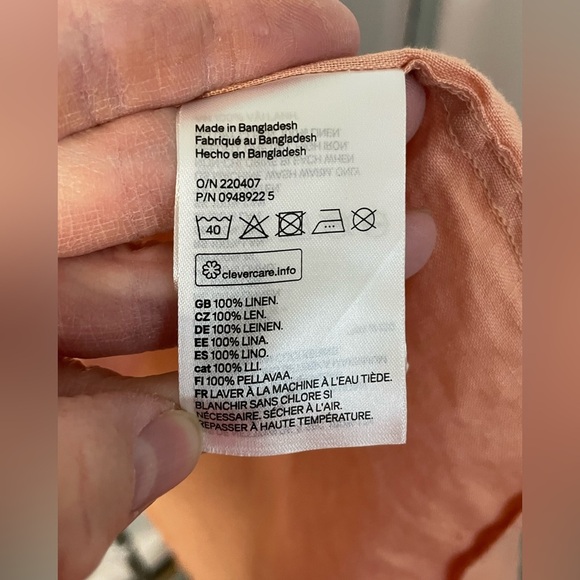 Made in Bangladesh
Fabriqué au Bangladesh
Hecho en Bangladesh
O/N 220407
P/N 0948922 5
40
clevercare.info
GB 100% LINEN.
CZ 100% LEN.
DE 100% LEINEN.
EE 100% LINA.
ES 100% LINO.
cat 100% LLI.
FI 100% PELLAVAA.
FR LAVER À LA MACHINE À L'EAU TIÈDE.
BLANCHIR SANS CHLORE SI
NÉCESSAIRE. SÉCHER À L'AIR.
REPASSER À HAUTE TEMPÉRATURE.